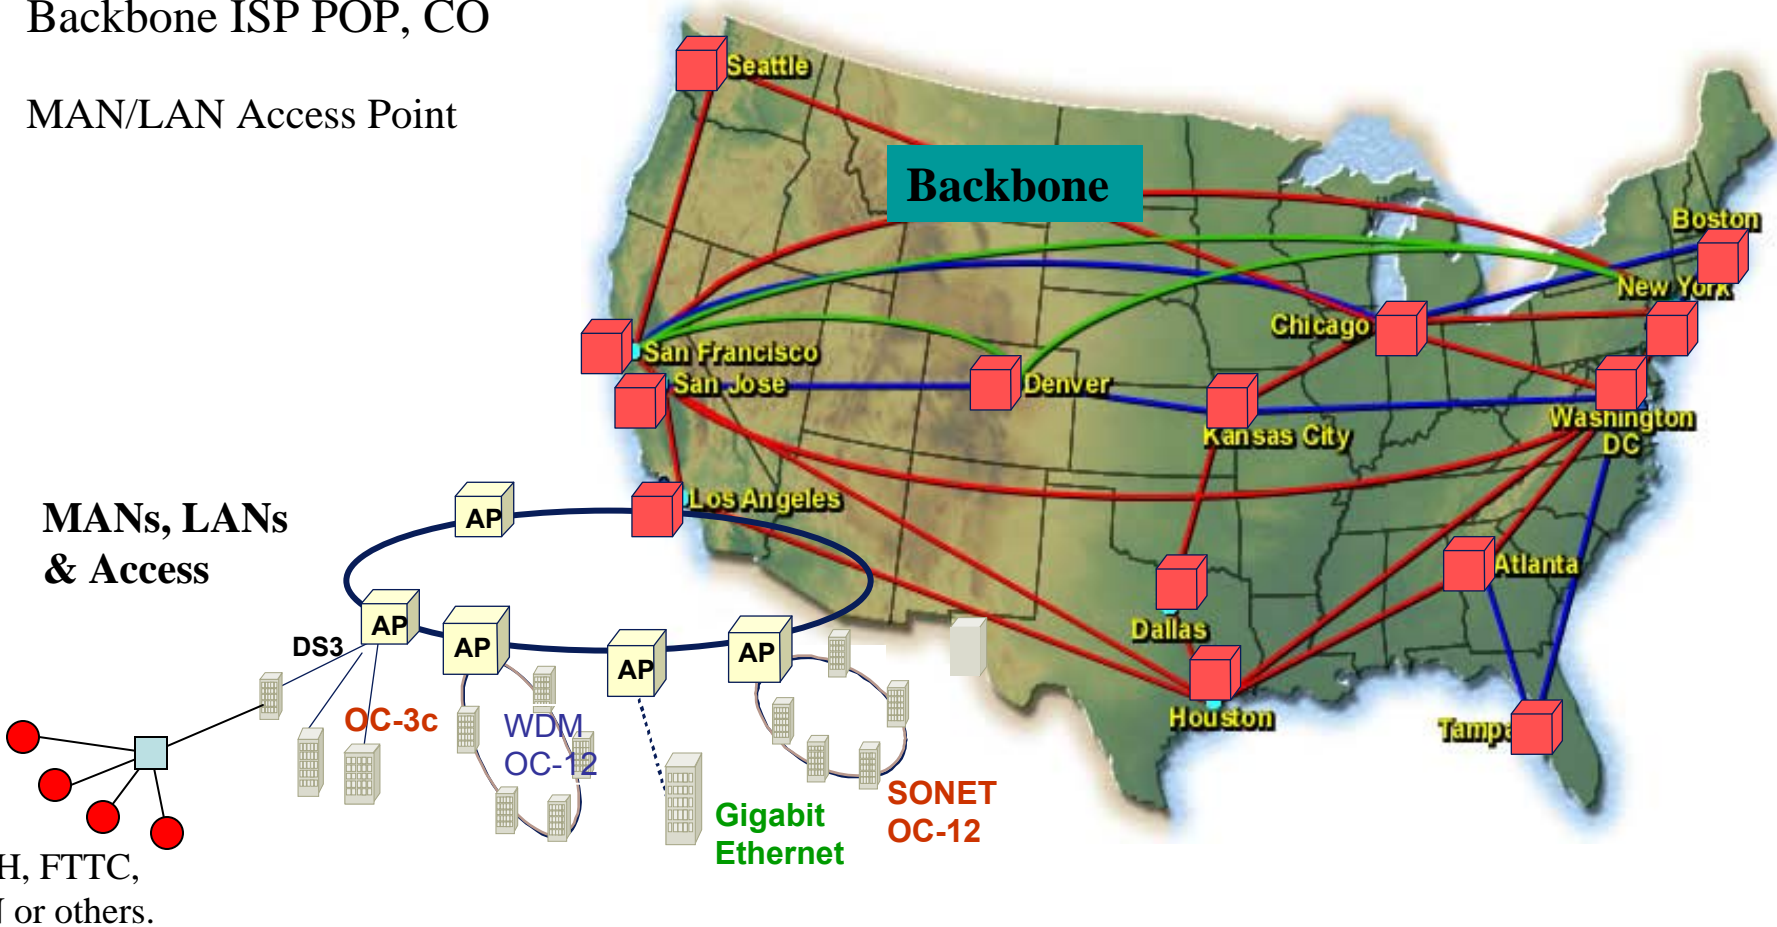 Backbone ISP POP, CO
MAN/LAN Access Point
Seattle
Backbone
Boston
New York
Chicago
San Francisco
San Jose
Denver
Kansas City
Washington
DC
Los Angeles
MANs, LANs
& Access
AP
AP
AP
AP
AP
DS3
OC-3c
WDM
OC-12
Gigabit
Ethernet
SONET
OC-12
Atlanta
Dallas
Houston
Tampa
H, FTTC,
N or others.